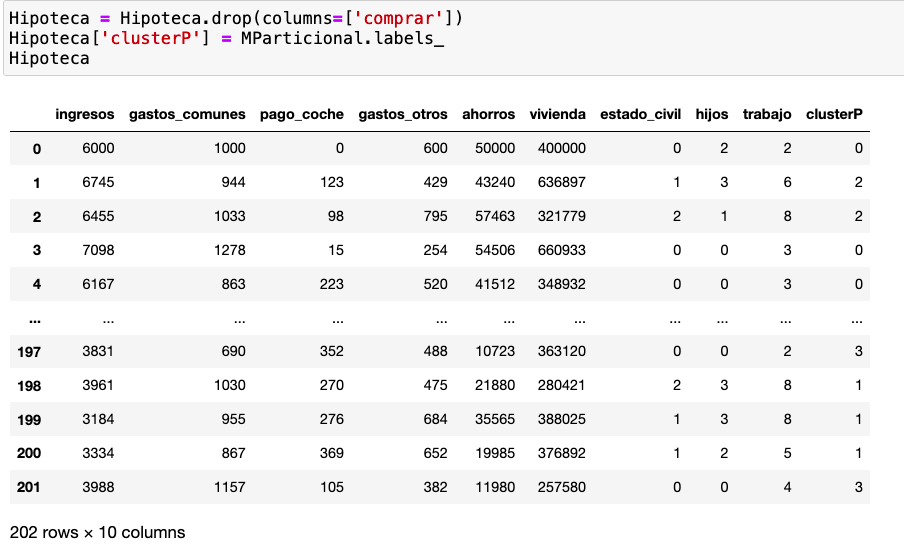 Hipoteca = Hipoteca.drop(columns=['comprar'])
Hipoteca['clusterP'] = MParticional.labels_
Hipoteca
ingresos gastos_comunes pago_coche gastos_otros ahorros vivienda estado_civil hijos trabajo clusterP
0 6000 1000 0 600 50000 400000 0 2 2 0
1 6745 944 123 429 43240 636897 1 3 6 2
2 6455 1033 98 795 57463 321779 2 1 8 2
3 7098 1278 15 254 54506 660933 0 0 3 0
4 6167 863 223 520 41512 348932 0 0 3 0
... ... ... ... ... ... ... ... ... ... ...
197 3831 690 352 488 10723 363120 0 0 2 3
198 3961 1030 270 475 21880 280421 2 3 8 1
199 3184 955 276 684 35565 388025 1 3 8 1
200 3334 867 369 652 19985 376892 1 2 5 1
201 3988 1157 105 382 11980 257580 0 0 4 3
202 rows × 10 columns